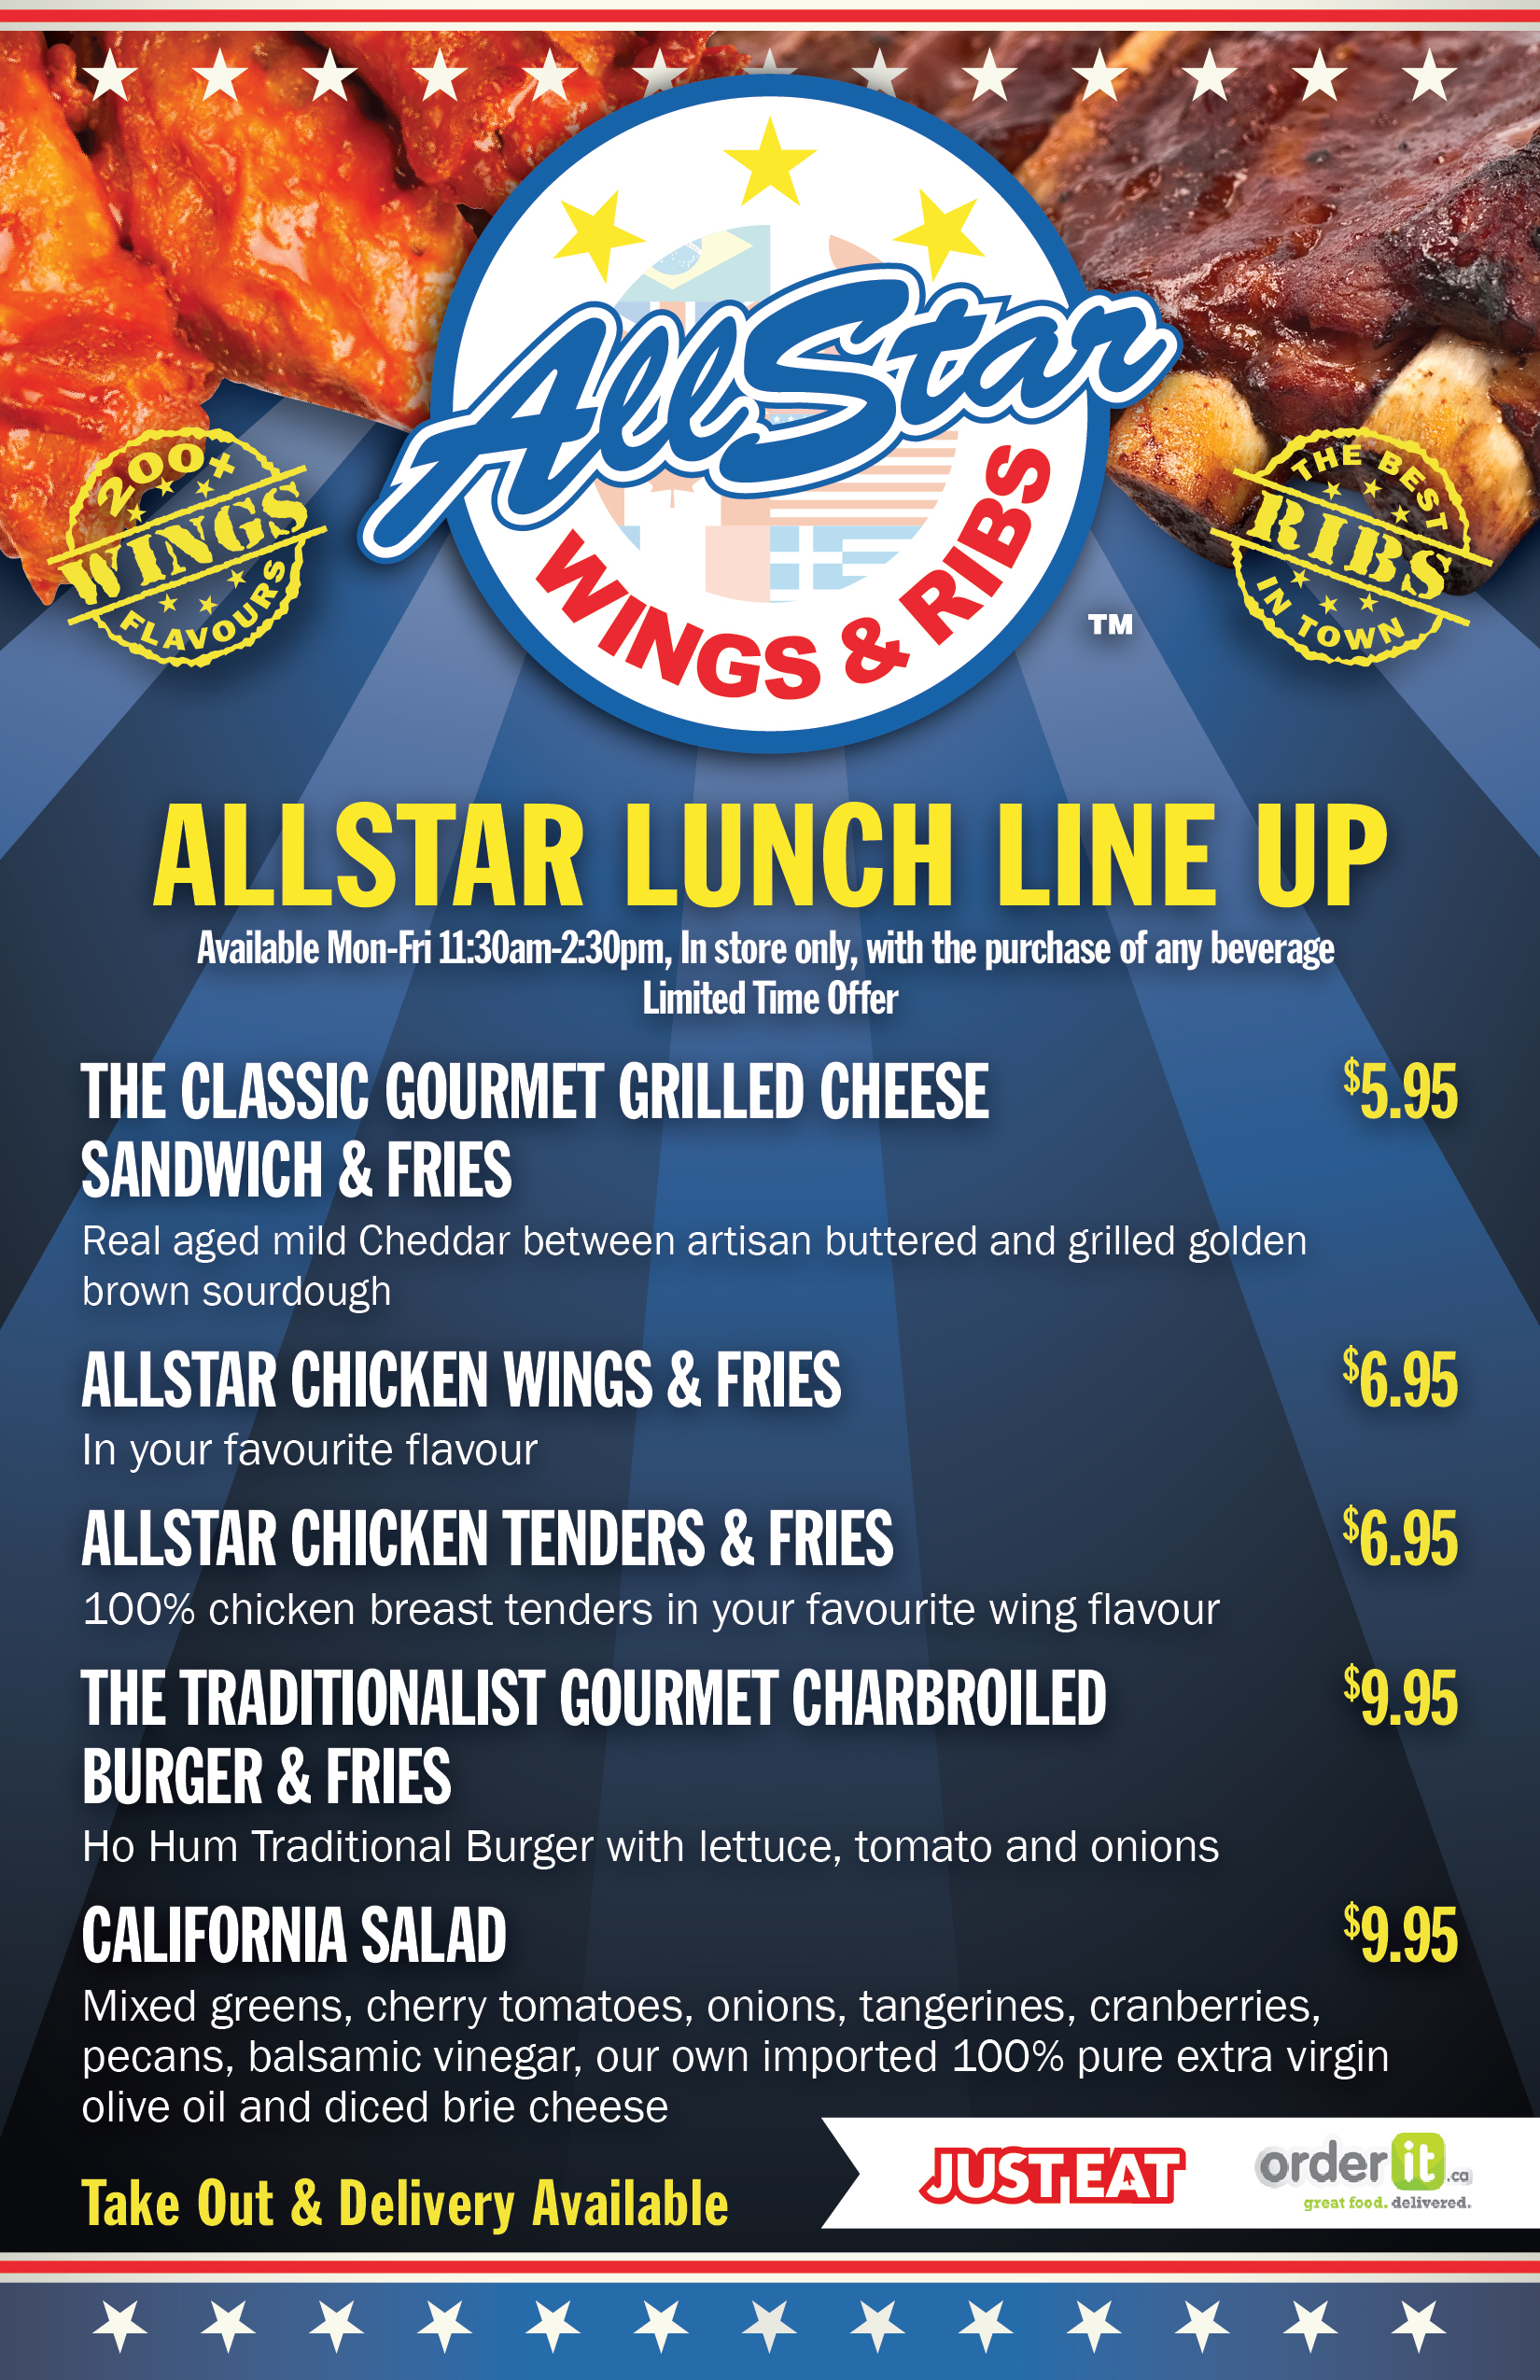 AllStar
WINGS & RIBS
TM
200+
WINGS
FLAVOURS
THE BEST
RIBS
IN TOWN
ALLSTAR LUNCH LINE UP
Available Mon-Fri 11:30am-2:30pm, In store only, with the purchase of any beverage
Limited Time Offer
THE CLASSIC GOURMET GRILLED CHEESE $5.95
SANDWICH & FRIES
Real aged mild Cheddar between artisan buttered and grilled golden
brown sourdough
ALLSTAR CHICKEN WINGS & FRIES $6.95
In your favourite flavour
ALLSTAR CHICKEN TENDERS & FRIES $6.95
100% chicken breast tenders in your favourite wing flavour
THE TRADITIONALIST GOURMET CHARBROILED $9.95
BURGER & FRIES
Ho Hum Traditional Burger with lettuce, tomato and onions
CALIFORNIA SALAD $9.95
Mixed greens, cherry tomatoes, onions, tangerines, cranberries,
pecans, balsamic vinegar, our own imported 100% pure extra virgin
olive oil and diced brie cheese
Take Out & Delivery Available
JUST EAT
orderit.ca
great food. delivered.